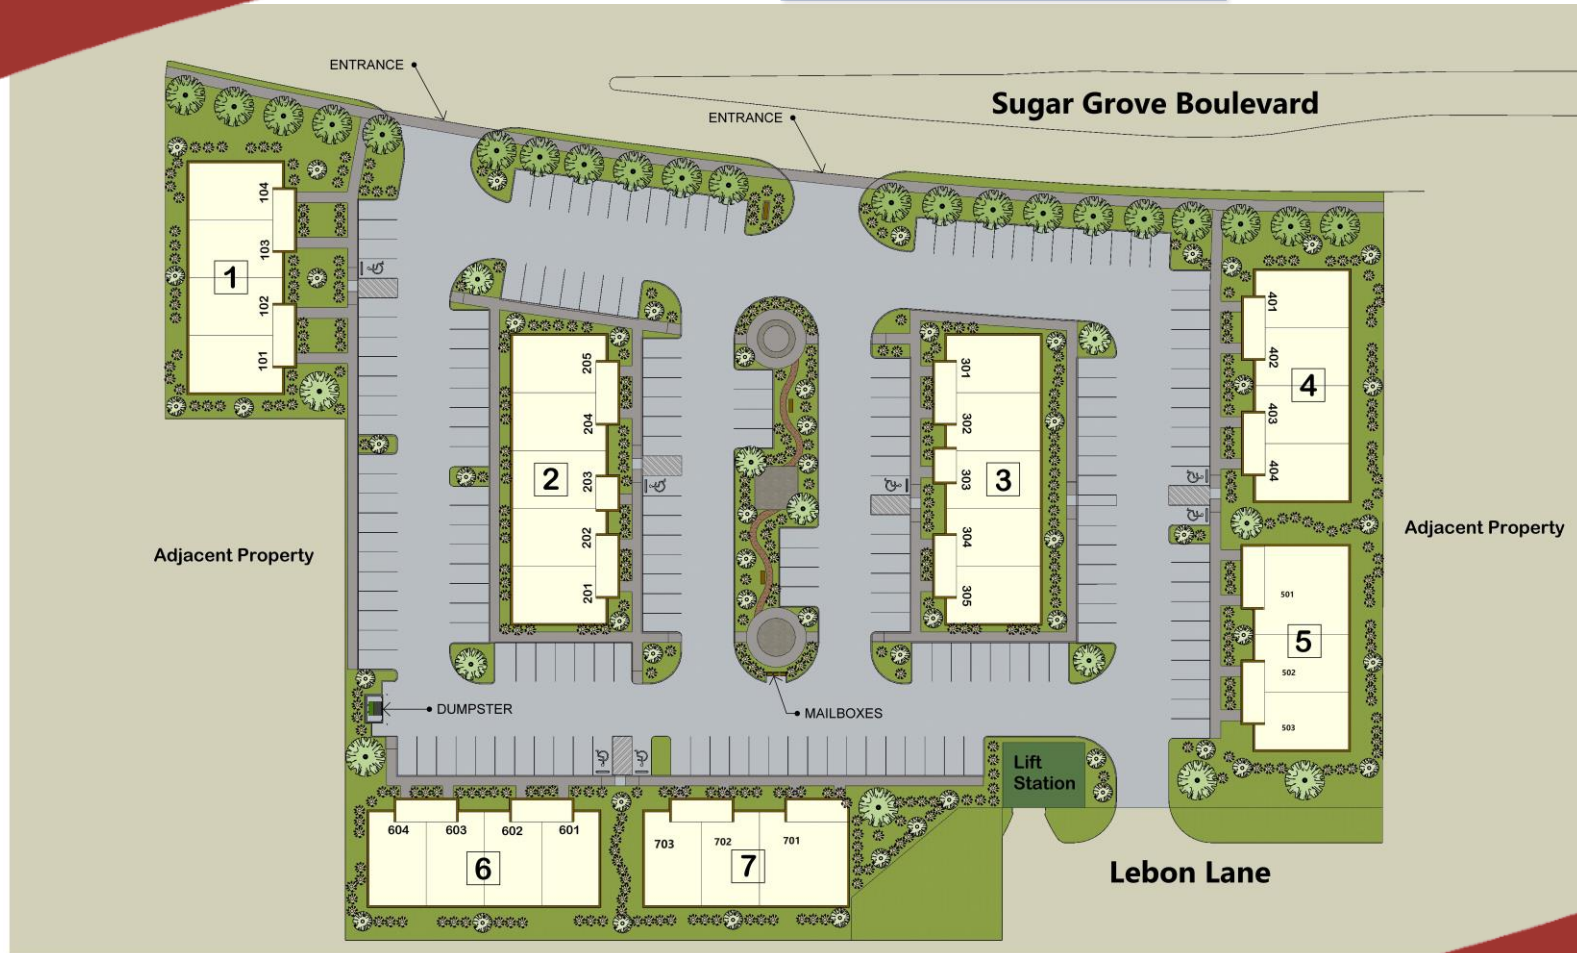 ENTRANCE
Sugar Grove Boulevard
ENTRANCE
104
103
1
102
101
205
204
2
203
202
201
301
302
3
303
304
305
401
402
4
403
404
Adjacent Property
Adjacent Property
501
5
502
503
DUMPSTER
MAILBOXES
Lift
Station
604 603 602 601
6
703 702 701
7
Lebon Lane